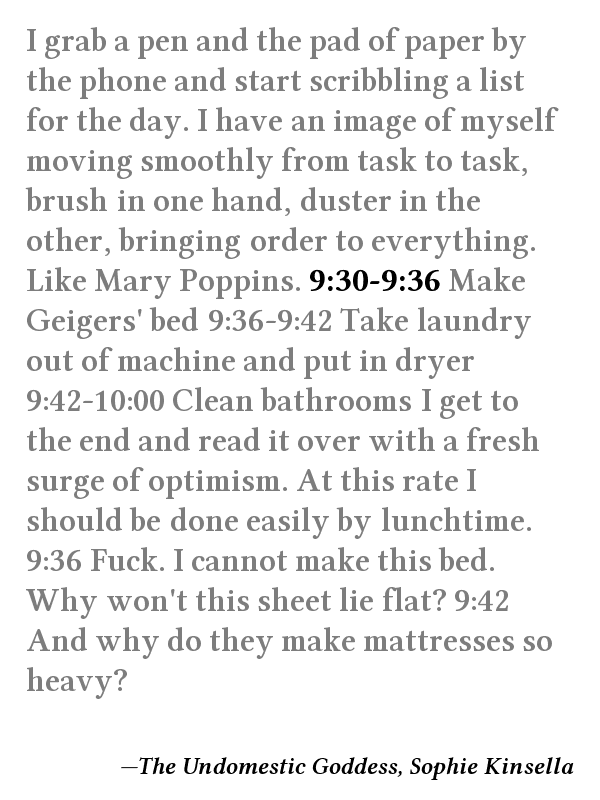 I grab a pen and the pad of paper by
the phone and start scribbling a list
for the day. I have an image of myself
moving smoothly from task to task,
brush in one hand, duster in the
other, bringing order to everything.
Like Mary Poppins. 9:30-9:36 Make
Geigers' bed 9:36-9:42 Take laundry
out of machine and put in dryer
9:42-10:00 Clean bathrooms I get to
the end and read it over with a fresh
surge of optimism. At this rate I
should be done easily by lunchtime.
9:36 Fuck. I cannot make this bed.
Why won't this sheet lie flat? 9:42
And why do they make mattresses so
heavy?
—The Undomestic Goddess, Sophie Kinsella